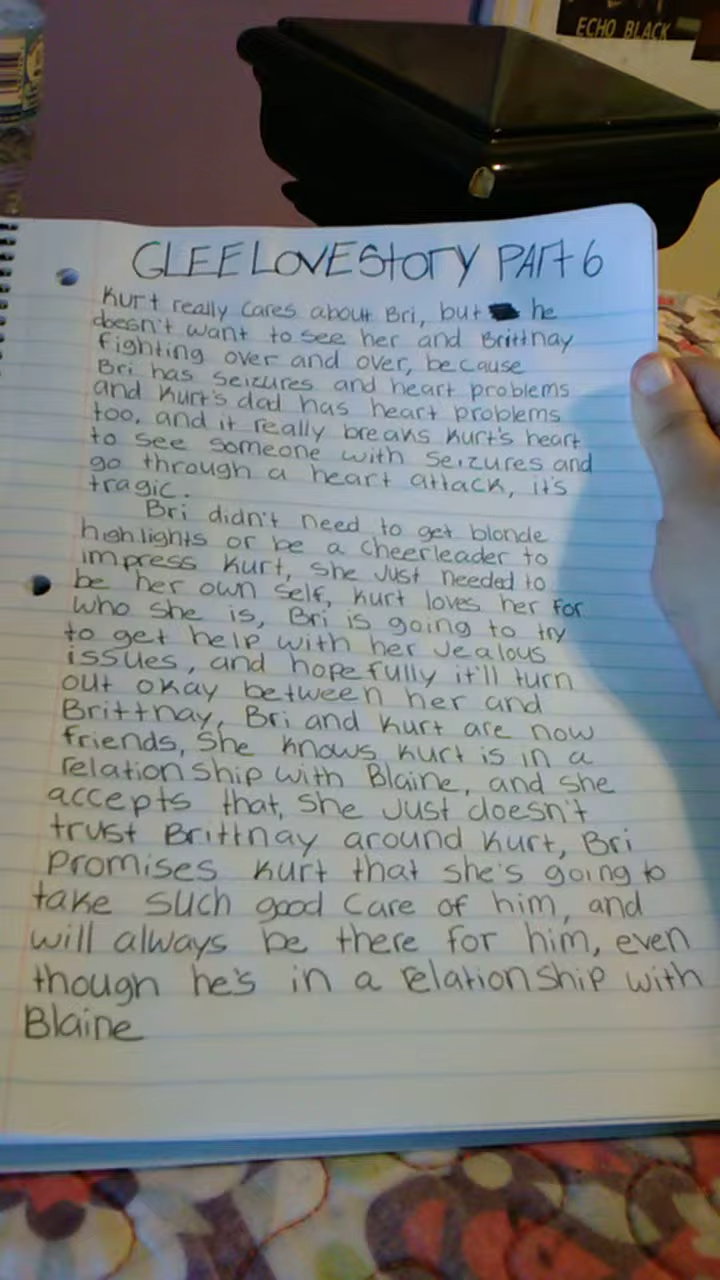 ECHO BLACK
GLEE LOVE Story PArt 6
Kurt really cares about Bri, but he
doesn't want to see her and Brittnay
fighting over and over, because
Bri has seizures and heart problems
and Kurt's dad has heart problems
too, and it really breaks Kurt's heart
to see someone with seizures and
go through a heart attack, it's
tragic.
Bri didn't need to get blonde
highlights or be a cheerleader to
impress Kurt, she just needed to
be her own self, Kurt loves her for
who she is, Bri is going to try
to get help with her Jealous
issues, and hopefully it'll turn
out okay between her and
Brittnay, Bri and Kurt are now
friends, she knows Kurt is in a
relationship with Blaine, and she
accepts that, she just doesn't
trust Brittnay around Kurt, Bri
promises Kurt that she's going to
take such good care of him, and
will always be there for him, even
though he's in a relationship with
Blaine